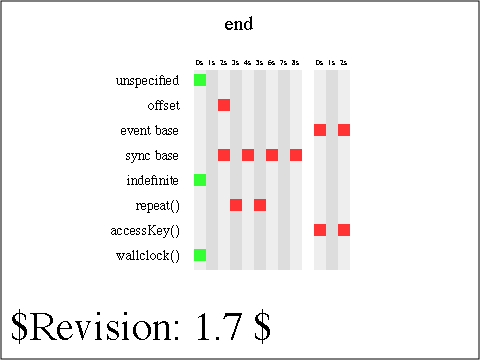 end
0s 1s 2s 3s 4s 5s 6s 7s 8s 0s 1s 2s
unspecified
offset
event base
sync base
indefinite
repeat()
accessKey()
wallclock()
$Revision: 1.7 $